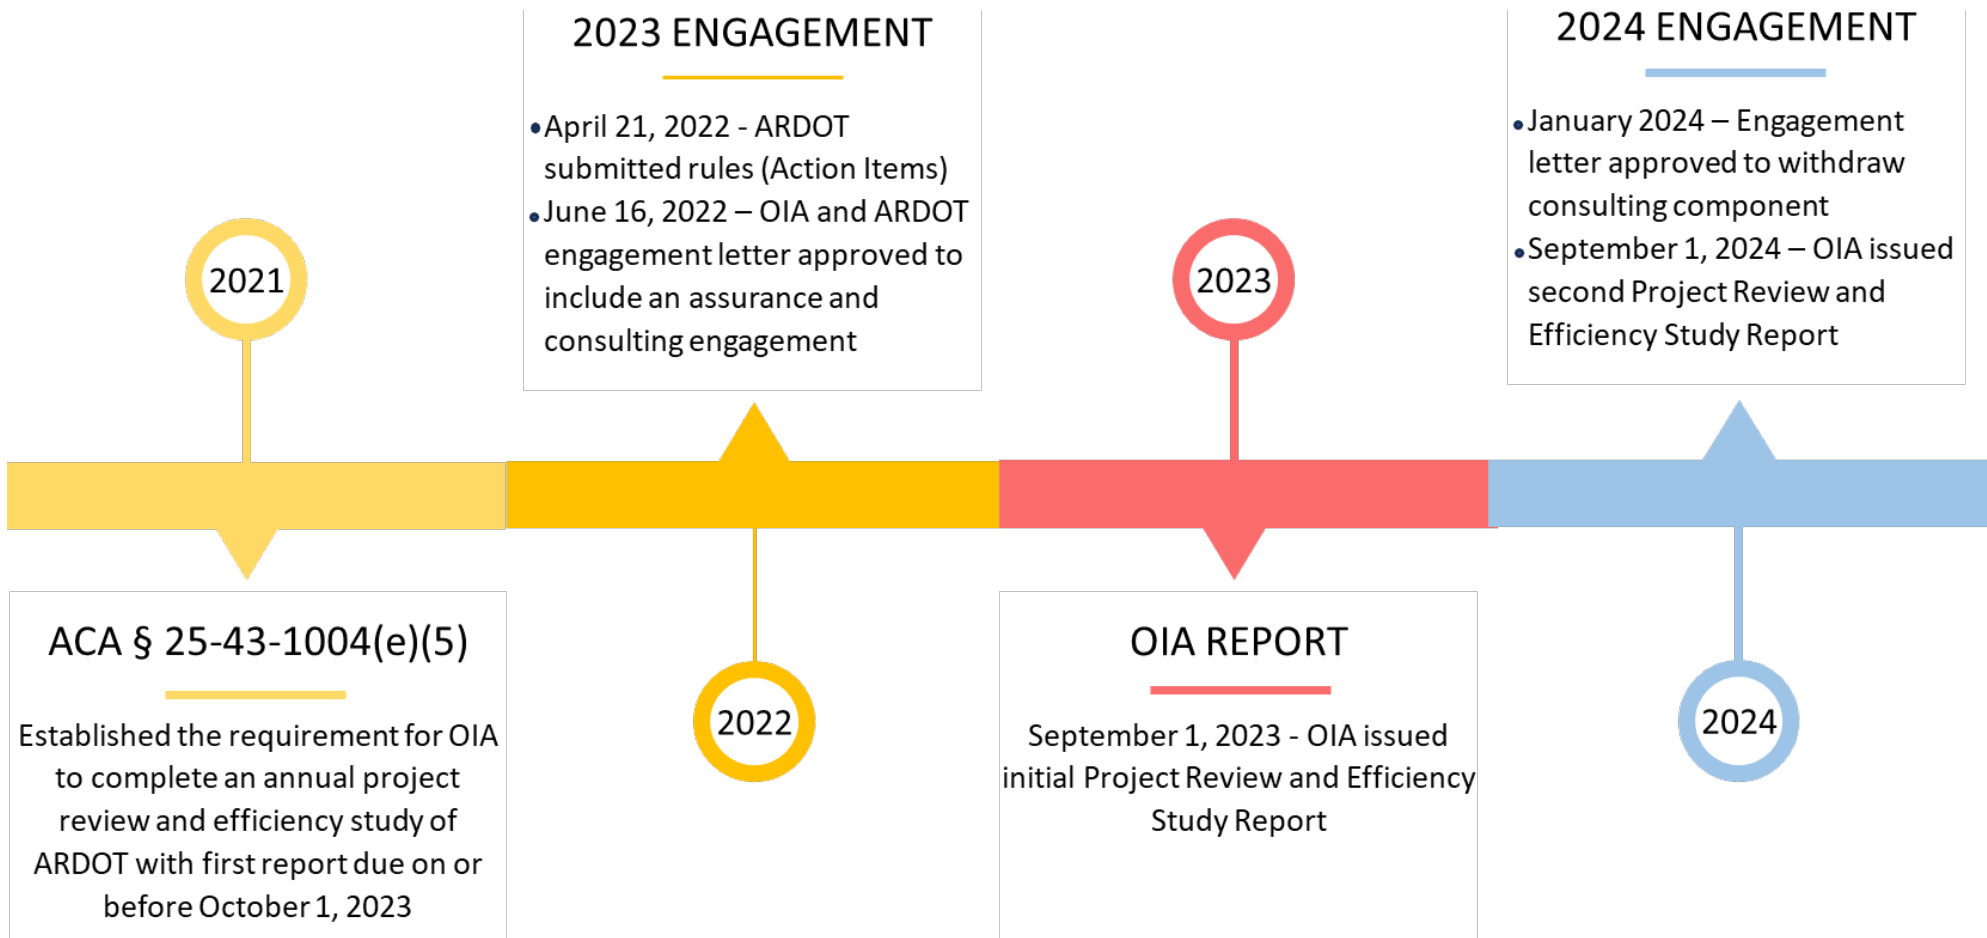 2021
ACA § 25-43-1004(e)(5)
Established the requirement for OIA
to complete an annual project
review and efficiency study of
ARDOT with first report due on or
before October 1, 2023
2023 ENGAGEMENT
•April 21, 2022 - ARDOT
submitted rules (Action Items)
•June 16, 2022 – OIA and ARDOT
engagement letter approved to
include an assurance and
consulting engagement
2022
2023
OIA REPORT
September 1, 2023 - OIA issued
initial Project Review and Efficiency
Study Report
2024 ENGAGEMENT
•January 2024 – Engagement
letter approved to withdraw
consulting component
•September 1, 2024 – OIA issued
second Project Review and
Efficiency Study Report
2024